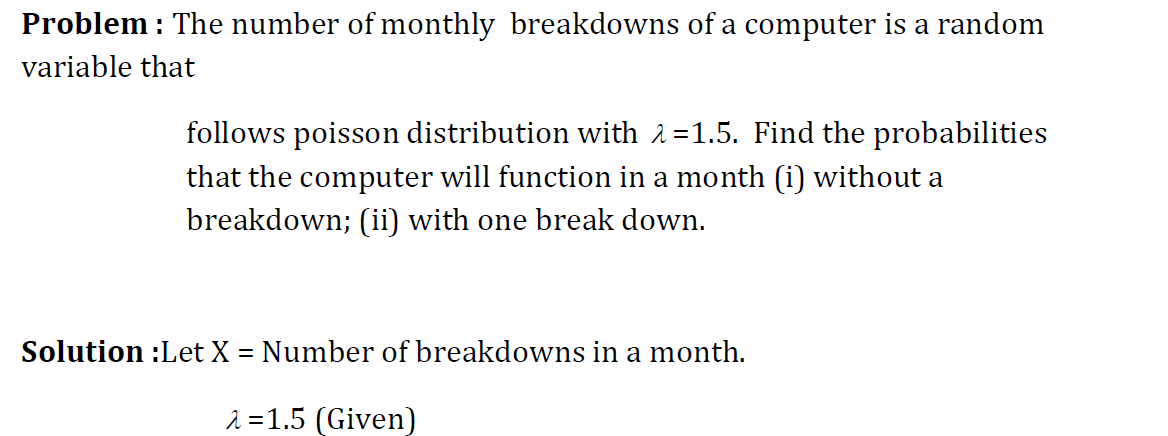 Problem : The number of monthly breakdowns of a computer is a random
variable that
follows poisson distribution with λ =1.5. Find the probabilities
that the computer will function in a month (i) without a
breakdown; (ii) with one break down.
Solution :Let X = Number of breakdowns in a month.
λ =1.5 (Given)